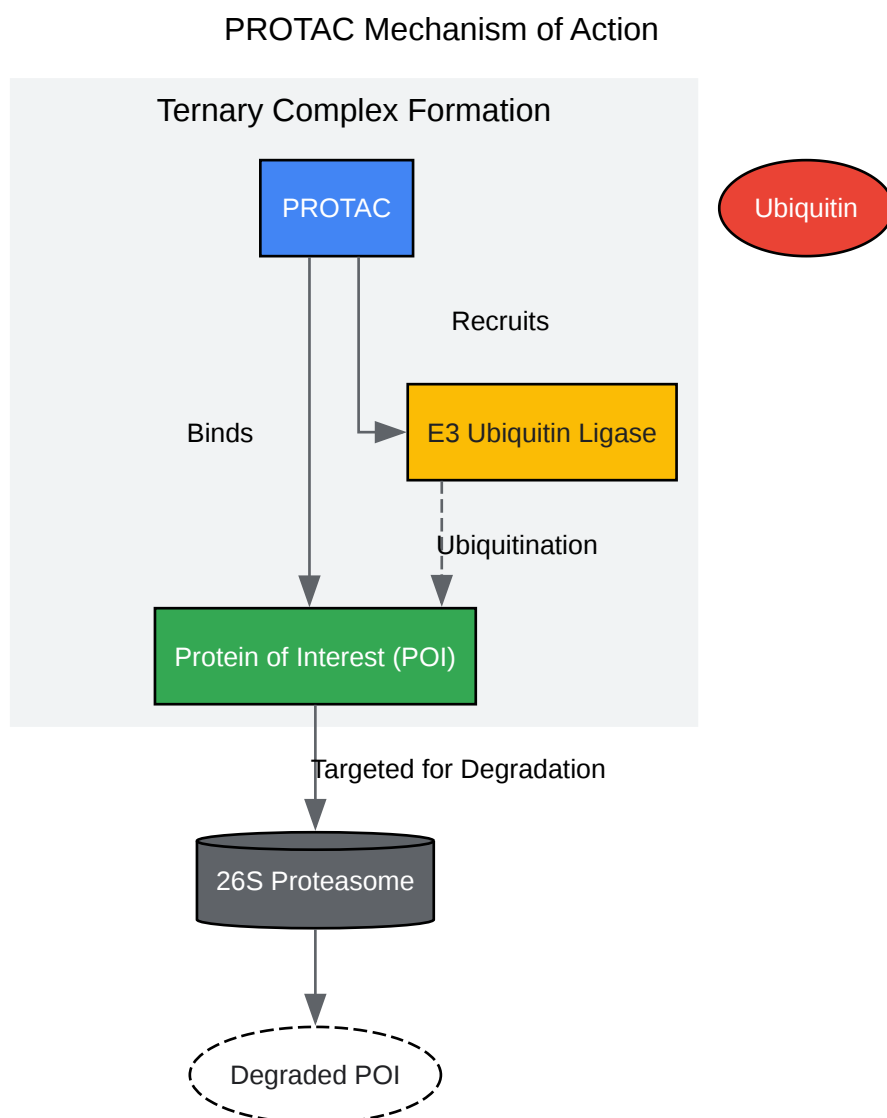 PROTAC Mechanism of Action
Ternary Complex Formation
PROTAC
Ubiquitin
Recruits
Binds
E3 Ubiquitin Ligase
Ubiquitination
Protein of Interest (POI)
Targeted for Degradation
26S Proteasome
Degraded POI